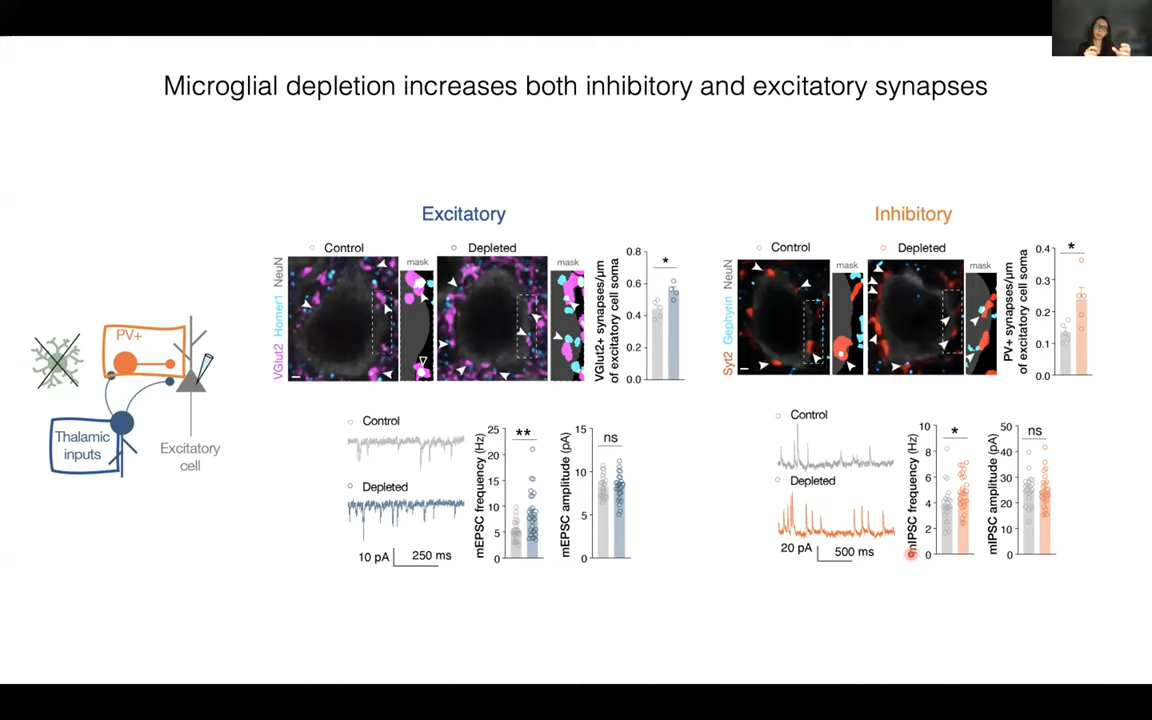 Microglial depletion increases both inhibitory and excitatory synapses
Excitatory
Control
Depleted
VGlut2 Homer1 NeuN
mask
mask
VGlut2+ synapses/µm
of excitatory cell soma
0.8
0.6
0.4
0.2
0.0
*
Inhibitory
Control
Depleted
Syt2 Gephyrin NeuN
mask
mask
PV+ synapses/µm
of excitatory cell soma
0.4
0.3
0.2
0.1
0.0
*
PV+
Thalamic
inputs
Excitatory
cell
Control
Depleted
10 pA
250 ms
mEPSC frequency (Hz)
25
20
15
10
5
0
**
mEPSC amplitude (pA)
15
10
5
0
ns
Control
Depleted
20 pA
500 ms
mIPSC frequency (Hz)
10
8
6
4
2
0
*
mIPSC amplitude (pA)
50
40
30
20
10
0
ns